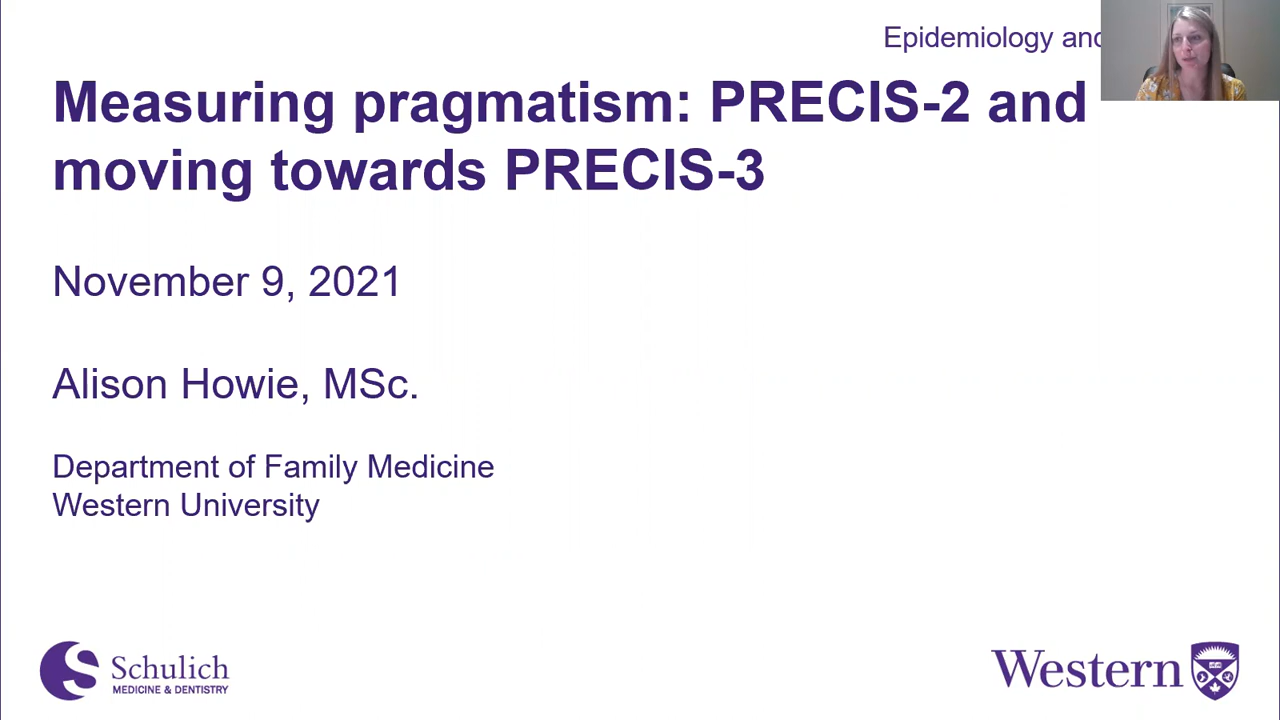 Epidemiology and
Measuring pragmatism: PRECIS-2 and
moving towards PRECIS-3
November 9, 2021
Alison Howie, MSc.
Department of Family Medicine
Western University
Schulich
MEDICINE & DENTISTRY
Western